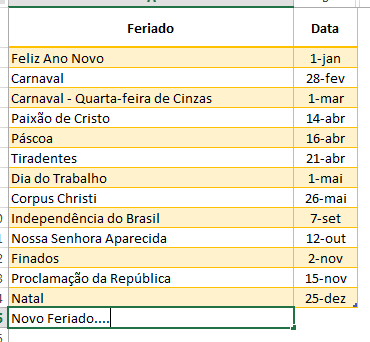 Feriado Data
Feliz Ano Novo 1-jan
Carnaval 28-fev
Carnaval - Quarta-feira de Cinzas 1-mar
Paixão de Cristo 14-abr
Páscoa 16-abr
Tiradentes 21-abr
Dia do Trabalho 1-mai
Corpus Christi 26-mai
Independência do Brasil 7-set
Nossa Senhora Aparecida 12-out
Finados 2-nov
Proclamação da República 15-nov
Natal 25-dez
Novo Feriado....